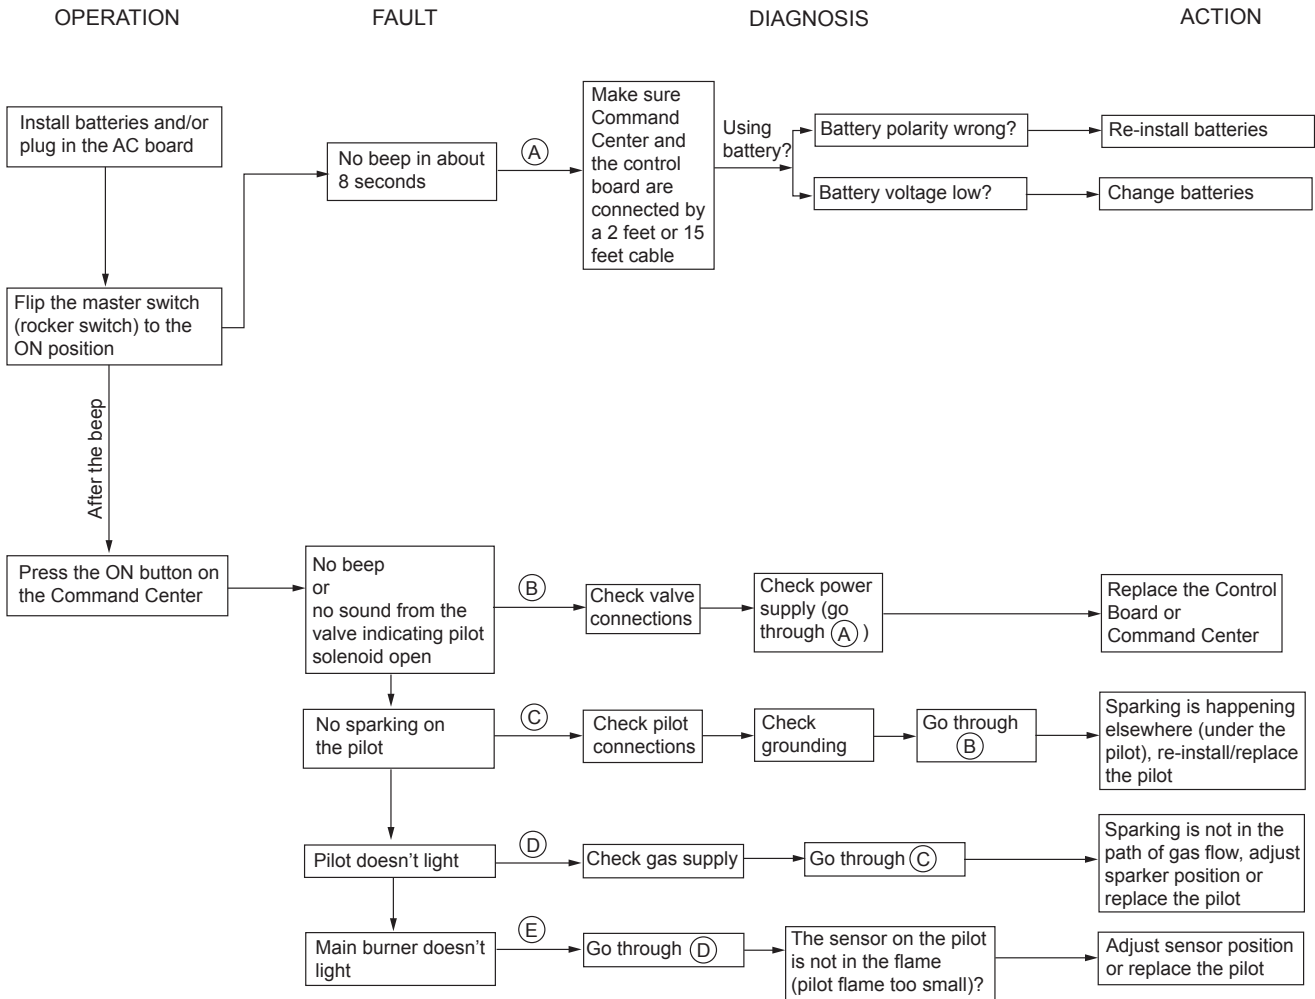 OPERATION
FAULT
DIAGNOSIS
ACTION
Install batteries and/or
plug in the AC board
No beep in about
8 seconds
A
Make sure
Command
Center and
the control
board are
connected by
a 2 feet or 15
feet cable
Using
battery?
Battery polarity wrong?
Re-install batteries
Battery voltage low?
Change batteries
Flip the master switch
(rocker switch) to the
ON position
After the beep
Press the ON button on
the Command Center
No beep
or
no sound from the
valve indicating pilot
solenoid open
B
Check valve
connections
Check power
supply (go
through A )
Replace the Control
Board or
Command Center
No sparking on
the pilot
C
Check pilot
connections
Check
grounding
Go through
B
Sparking is happening
elsewhere (under the
pilot), re-install/replace
the pilot
Pilot doesn’t light
D
Check gas supply
Go through C
Sparking is not in the
path of gas flow, adjust
sparker position or
replace the pilot
Main burner doesn’t
light
E
Go through D
The sensor on the pilot
is not in the flame
(pilot flame too small)?
Adjust sensor position
or replace the pilot